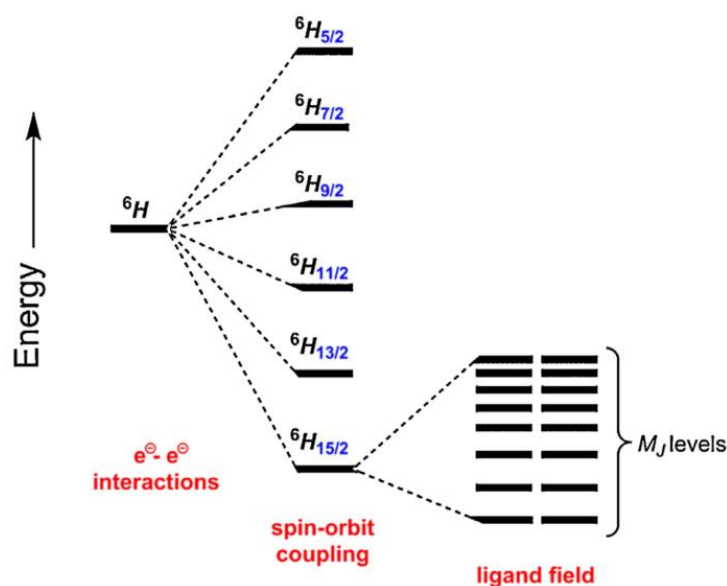 ⁶H₅/₂
⁶H₇/₂
⁶H₉/₂
⁶H
⁶H₁₁/₂
⁶H₁₃/₂
⁶H₁₅/₂
Energy
M_J levels
e⊖- e⊖
interactions
spin-orbit
coupling
ligand field